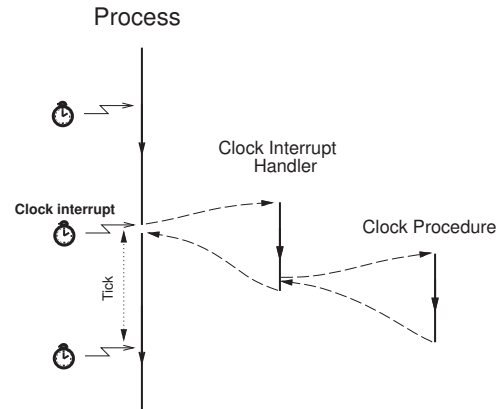 Process
Clock Interrupt
Handler
Clock interrupt
Clock Procedure
Tick